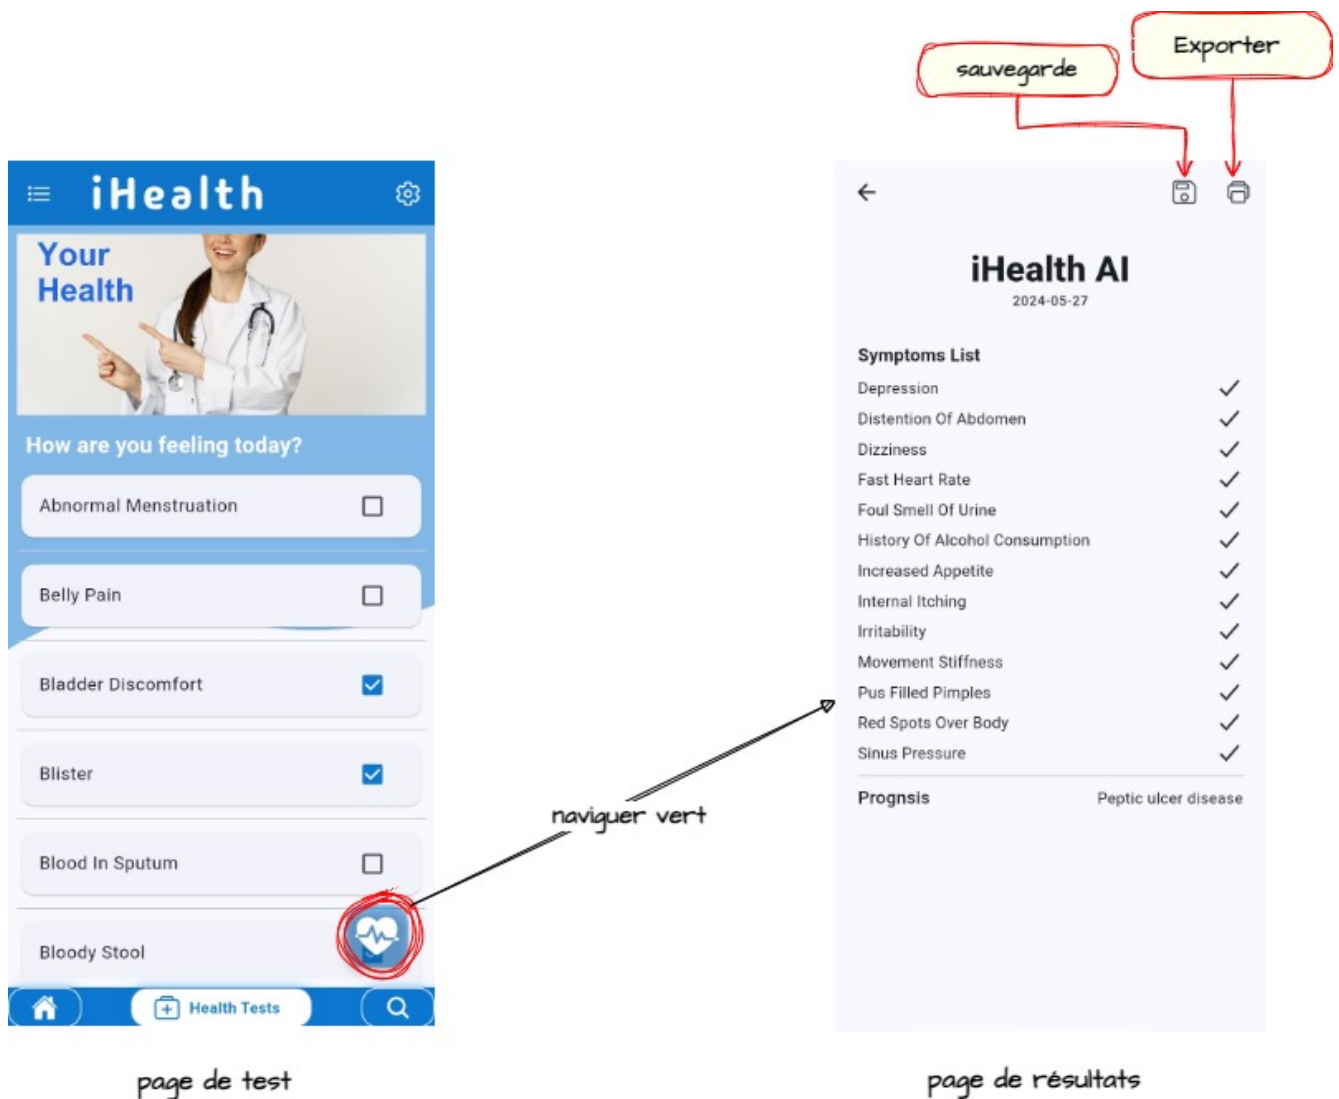 sauvegarde
Exporter
iHealth
Your
Health
How are you feeling today?
Abnormal Menstruation
Belly Pain
Bladder Discomfort
Blister
Blood In Sputum
Bloody Stool
Health Tests
page de test
naviguer vert
iHealth AI
2024-05-27
Symptoms List
Depression
Distention Of Abdomen
Dizziness
Fast Heart Rate
Foul Smell Of Urine
History Of Alcohol Consumption
Increased Appetite
Internal Itching
Irritability
Movement Stiffness
Pus Filled Pimples
Red Spots Over Body
Sinus Pressure
Prognsis Peptic ulcer disease
page de résultats